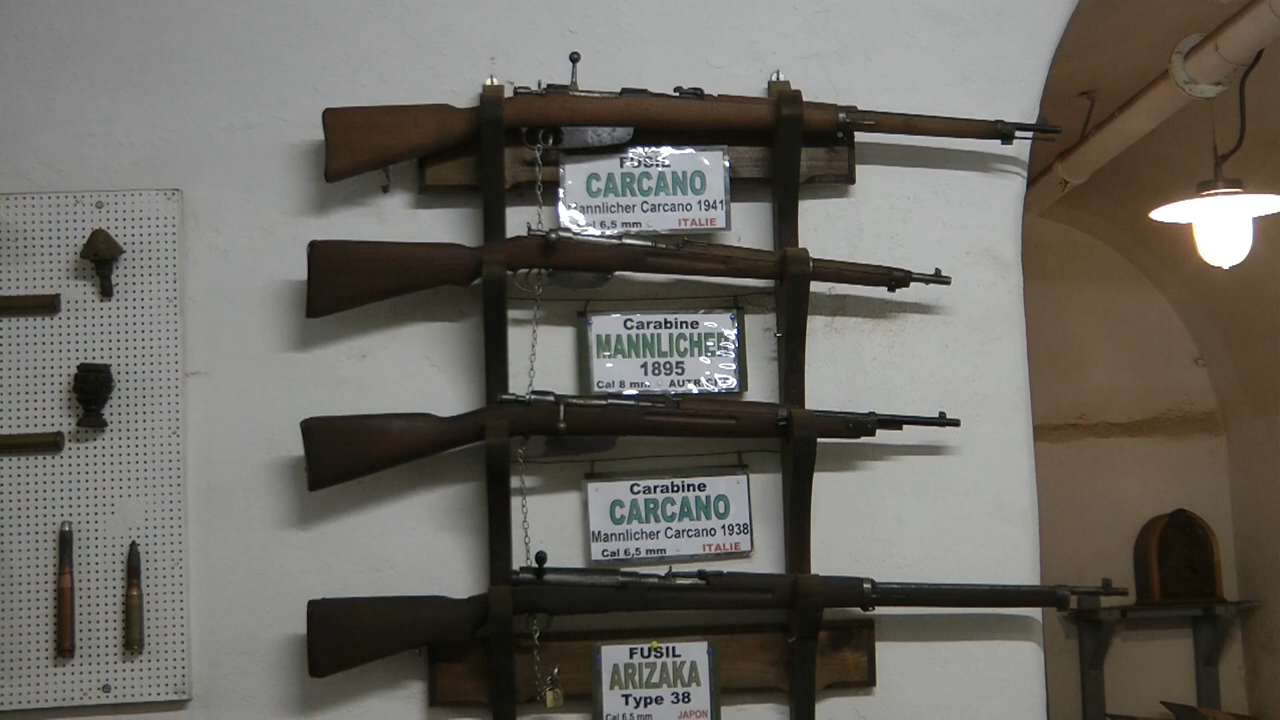 FUSIL
CARCANO
Mannlicher Carcano 1941
Cal 6,5 mm ITALIE
Carabine
MANNLICHER
1895
Cal 8 mm AUTRICHE
Carabine
CARCANO
Mannlicher Carcano 1938
Cal 6,5 mm ITALIE
FUSIL
ARIZAKA
Type 38
Cal 6,5 mm JAPON